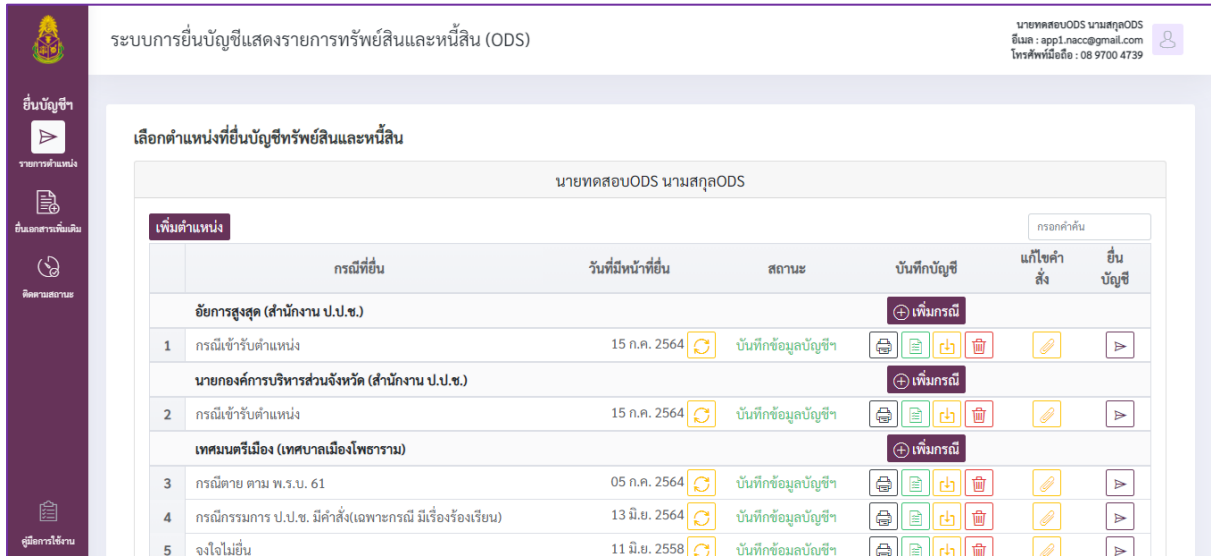 ระบบการยื่นบัญชีแสดงรายการทรัพย์สินและหนี้สิน (ODS)
นายทดสอบODS นามสกุลODS
อีเมล : app1.nacc@gmail.com
โทรศัพท์มือถือ : 08 9700 4739
ยื่นบัญชีฯ
รายการตำแหน่ง
ยื่นเอกสารเพิ่มเติม
ติดตามสถานะ
คู่มือการใช้งาน
เลือกตำแหน่งที่ยื่นบัญชีทรัพย์สินและหนี้สิน
นายทดสอบODS นามสกุลODS
เพิ่มตำแหน่ง กรอกคำค้น
กรณีที่ยื่น วันที่มีหน้าที่ยื่น สถานะ บันทึกบัญชี แก้ไขคำ ยื่น
สั่ง บัญชี
อัยการสูงสุด (สำนักงาน ป.ป.ช.) เพิ่มกรณี
1 กรณีเข้ารับตำแหน่ง 15 ก.ค. 2564 บันทึกข้อมูลบัญชีฯ
นายกองค์การบริหารส่วนจังหวัด (สำนักงาน ป.ป.ช.) เพิ่มกรณี
2 กรณีเข้ารับตำแหน่ง 15 ก.ค. 2564 บันทึกข้อมูลบัญชีฯ
เทศมนตรีเมือง (เทศบาลเมืองโพธาราม) เพิ่มกรณี
3 กรณีตาย ตาม พ.ร.บ. 61 05 ก.ค. 2564 บันทึกข้อมูลบัญชีฯ
4 กรณีกรรมการ ป.ป.ช. มีคำสั่ง(เฉพาะกรณี มีเรื่องร้องเรียน) 13 มิ.ย. 2564 บันทึกข้อมูลบัญชีฯ
5 จงใจไม่ยื่น 11 มิ.ย. 2558 บันทึกข้อมูลบัญชีฯ